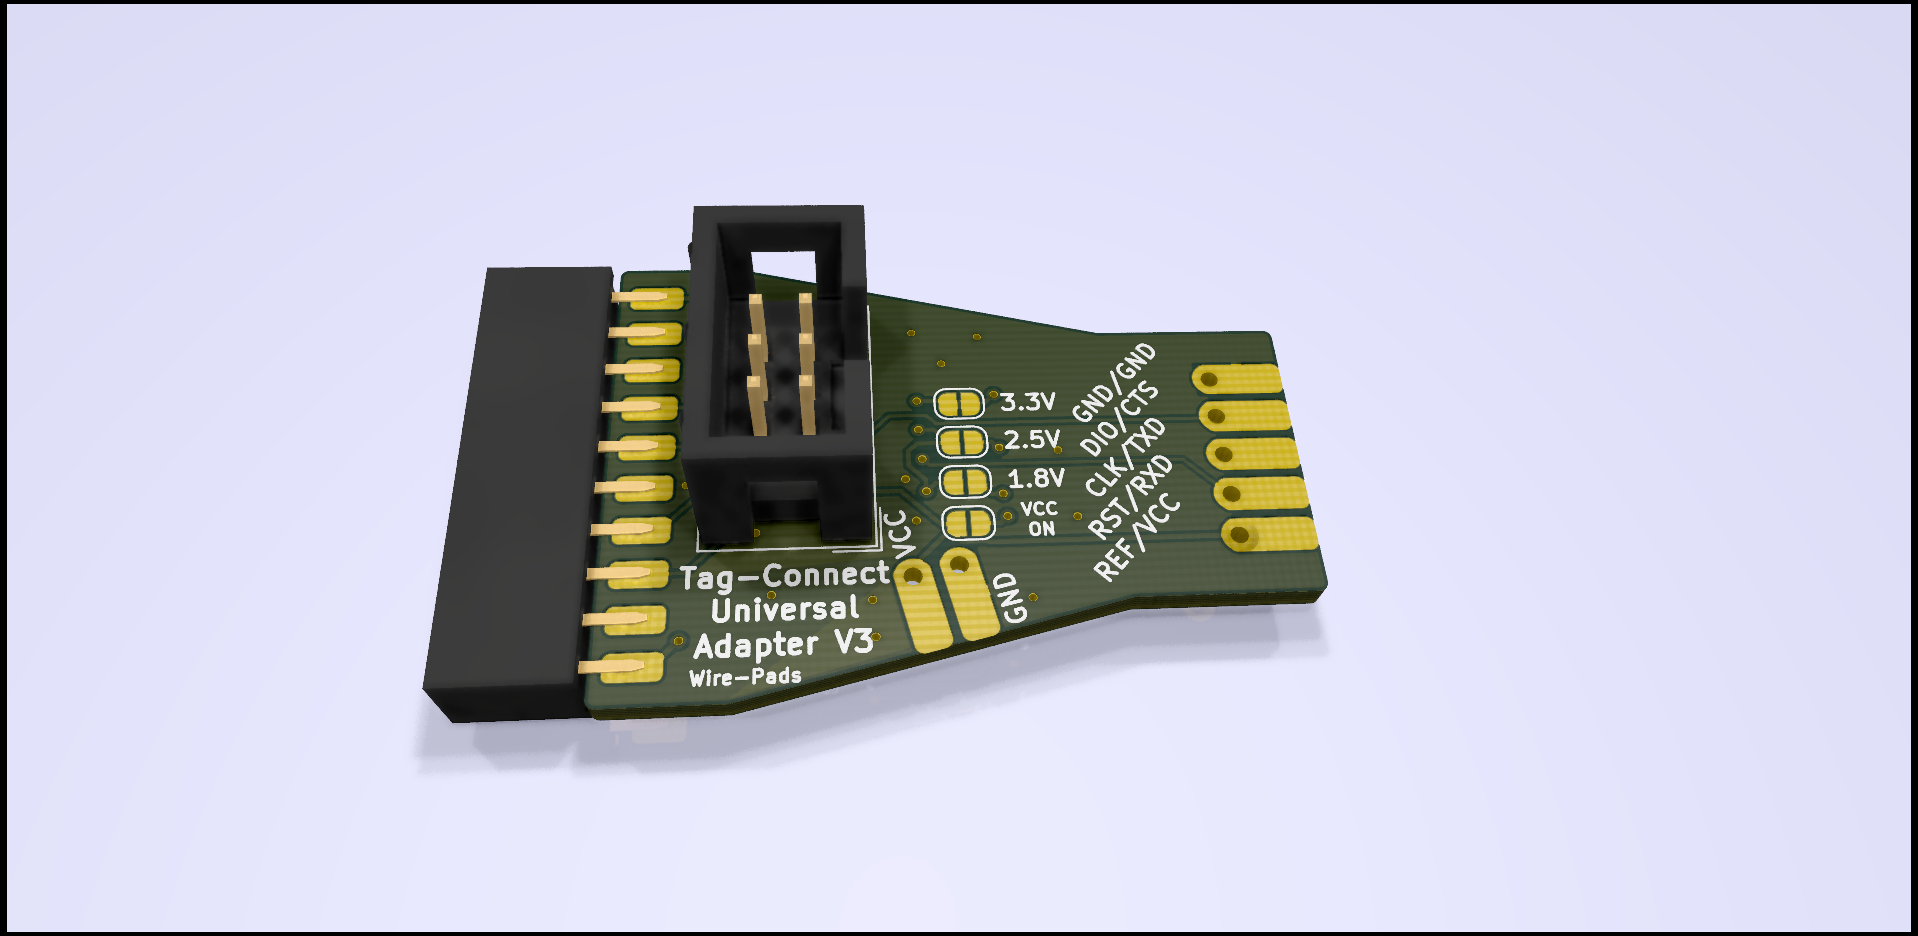 3.3V
2.5V
1.8V
VCC
ON
GND/GND
DIO/CTS
CLK/TXD
RST/RXD
REF/VCC
VCC
GND
Tag-Connect
Universal
Adapter V3
Wire-Pads